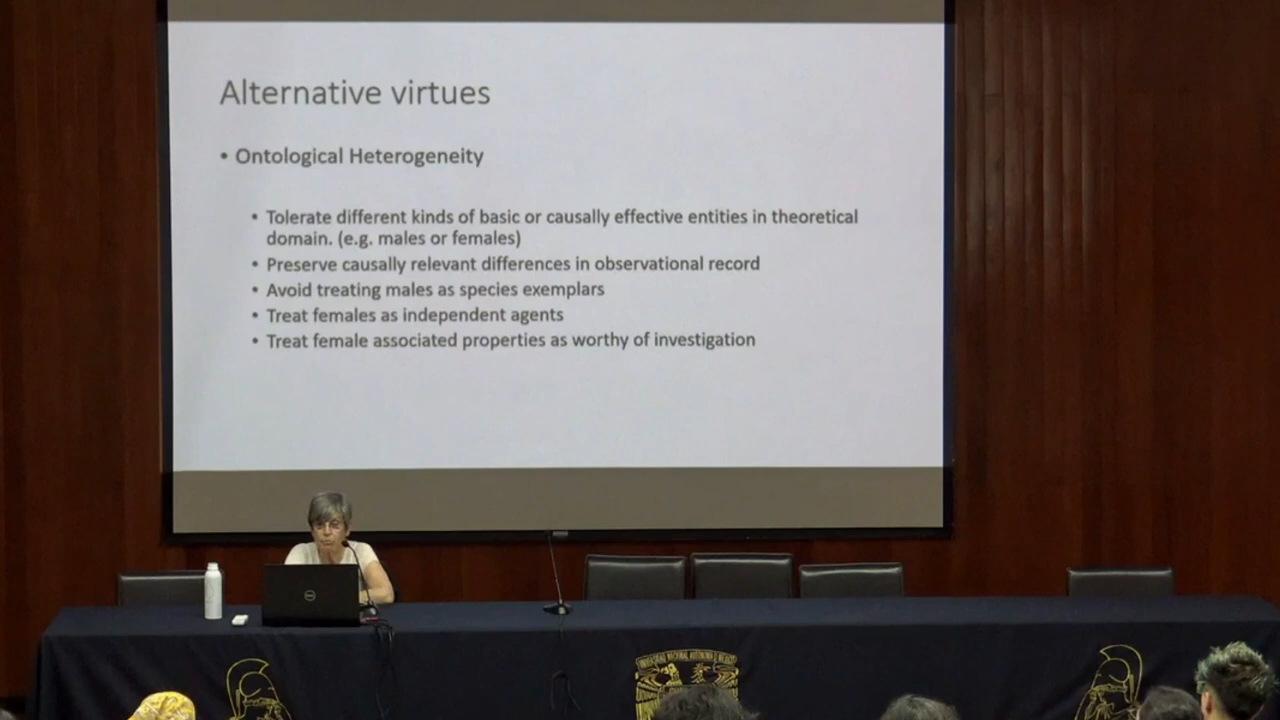 Alternative virtues
• Ontological Heterogeneity
• Tolerate different kinds of basic or causally effective entities in theoretical
domain. (e.g. males or females)
• Preserve causally relevant differences in observational record
• Avoid treating males as species exemplars
• Treat females as independent agents
• Treat female associated properties as worthy of investigation
DELL